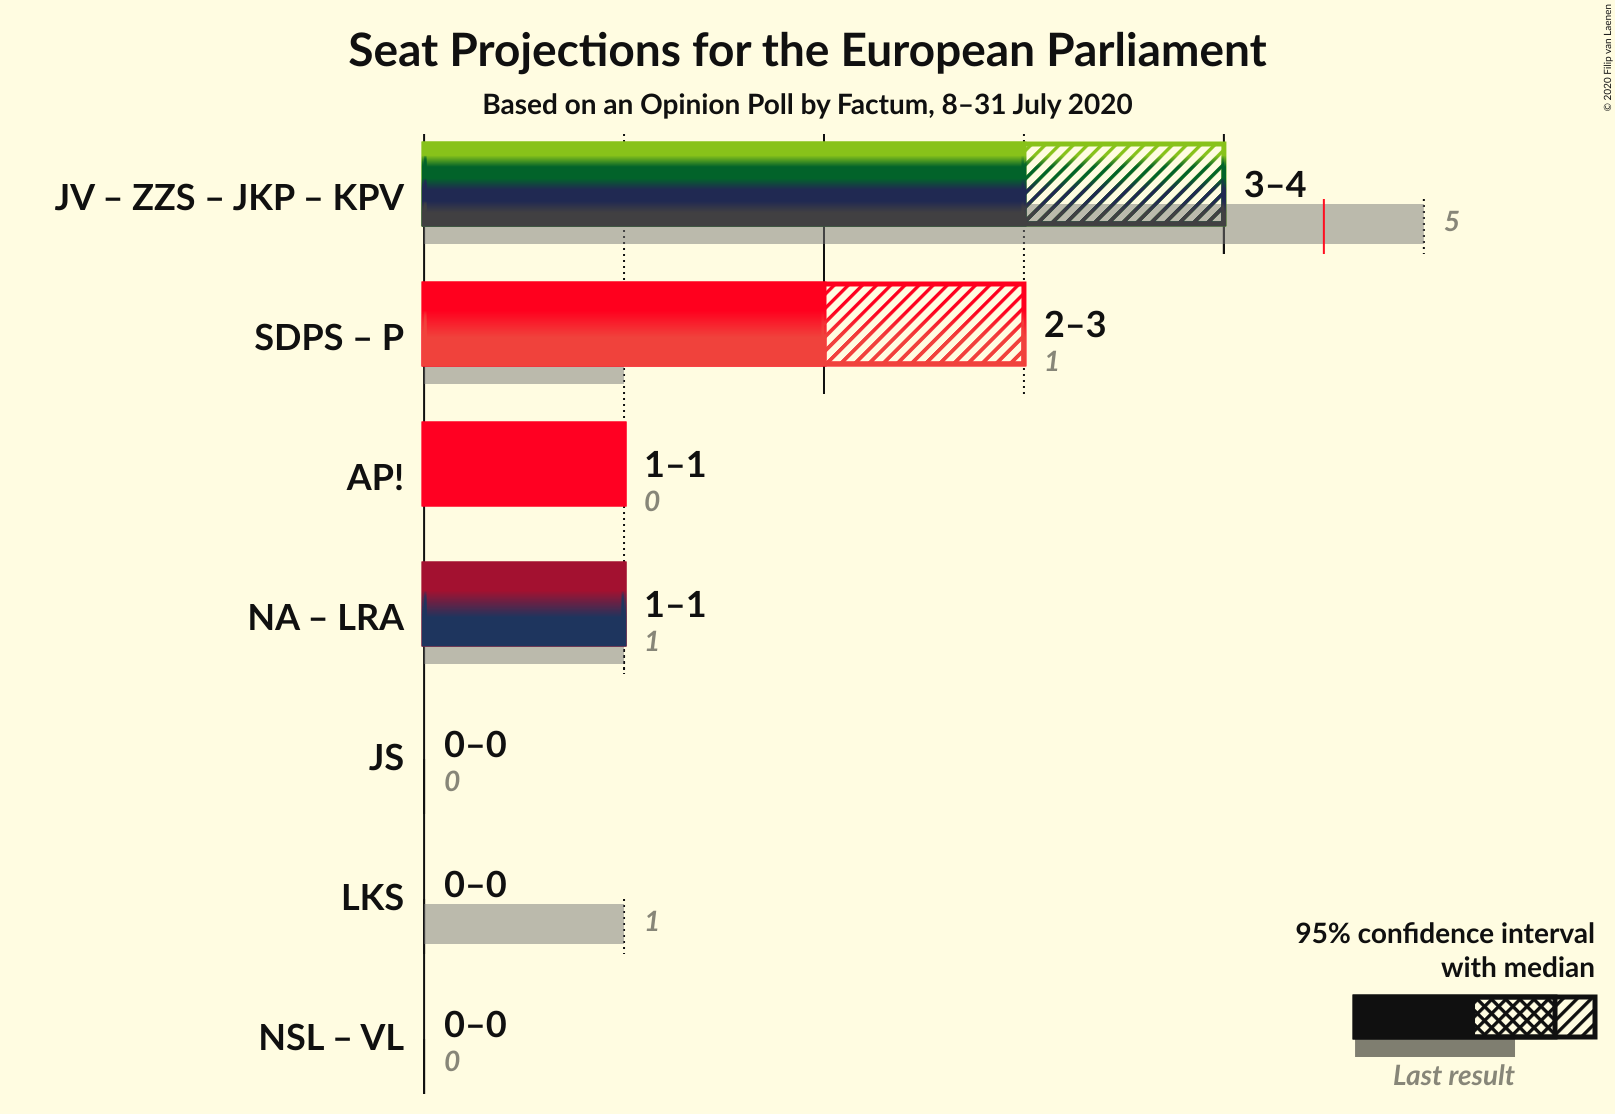 Seat Projections for the European Parliament
Based on an Opinion Poll by Factum, 8–31 July 2020
© 2020 Filip van Laenen
JV – ZZS – JKP – KPV
3–4
5
SDPS – P
2–3
1
AP!
1–1
0
NA – LRA
1–1
1
JS
0–0
0
LKS
0–0
1
NSL – VL
0–0
0
95% confidence interval
with median
Last result